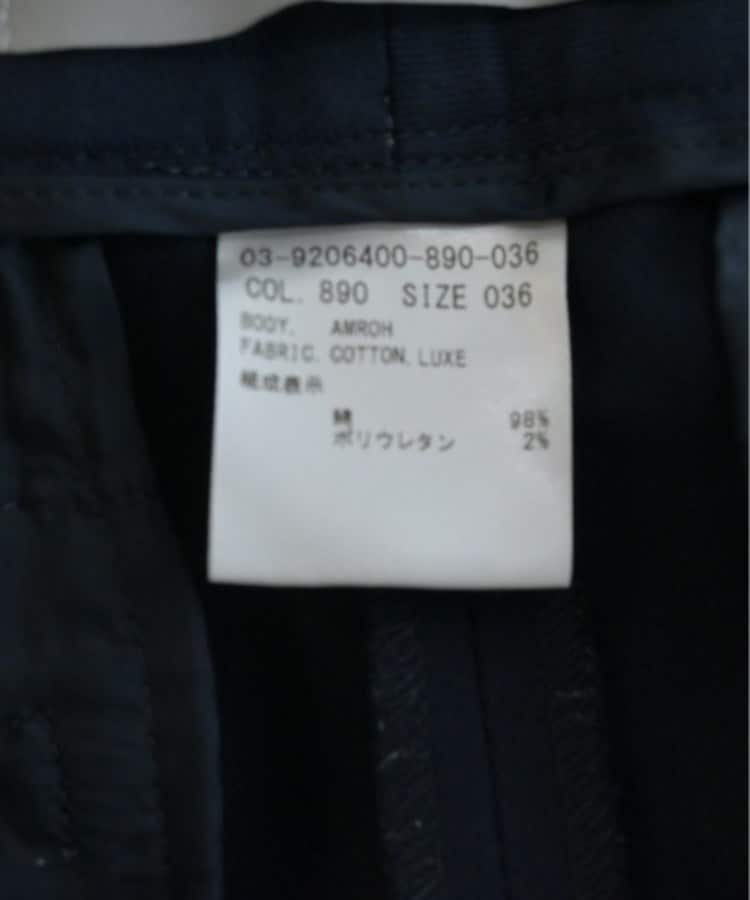 03-9206400-890-036
COL. 890 SIZE 036
BODY. AMROH
FABRIC. COTTON, LUXE
組成表示
綿 98%
ポリウレタン 2%